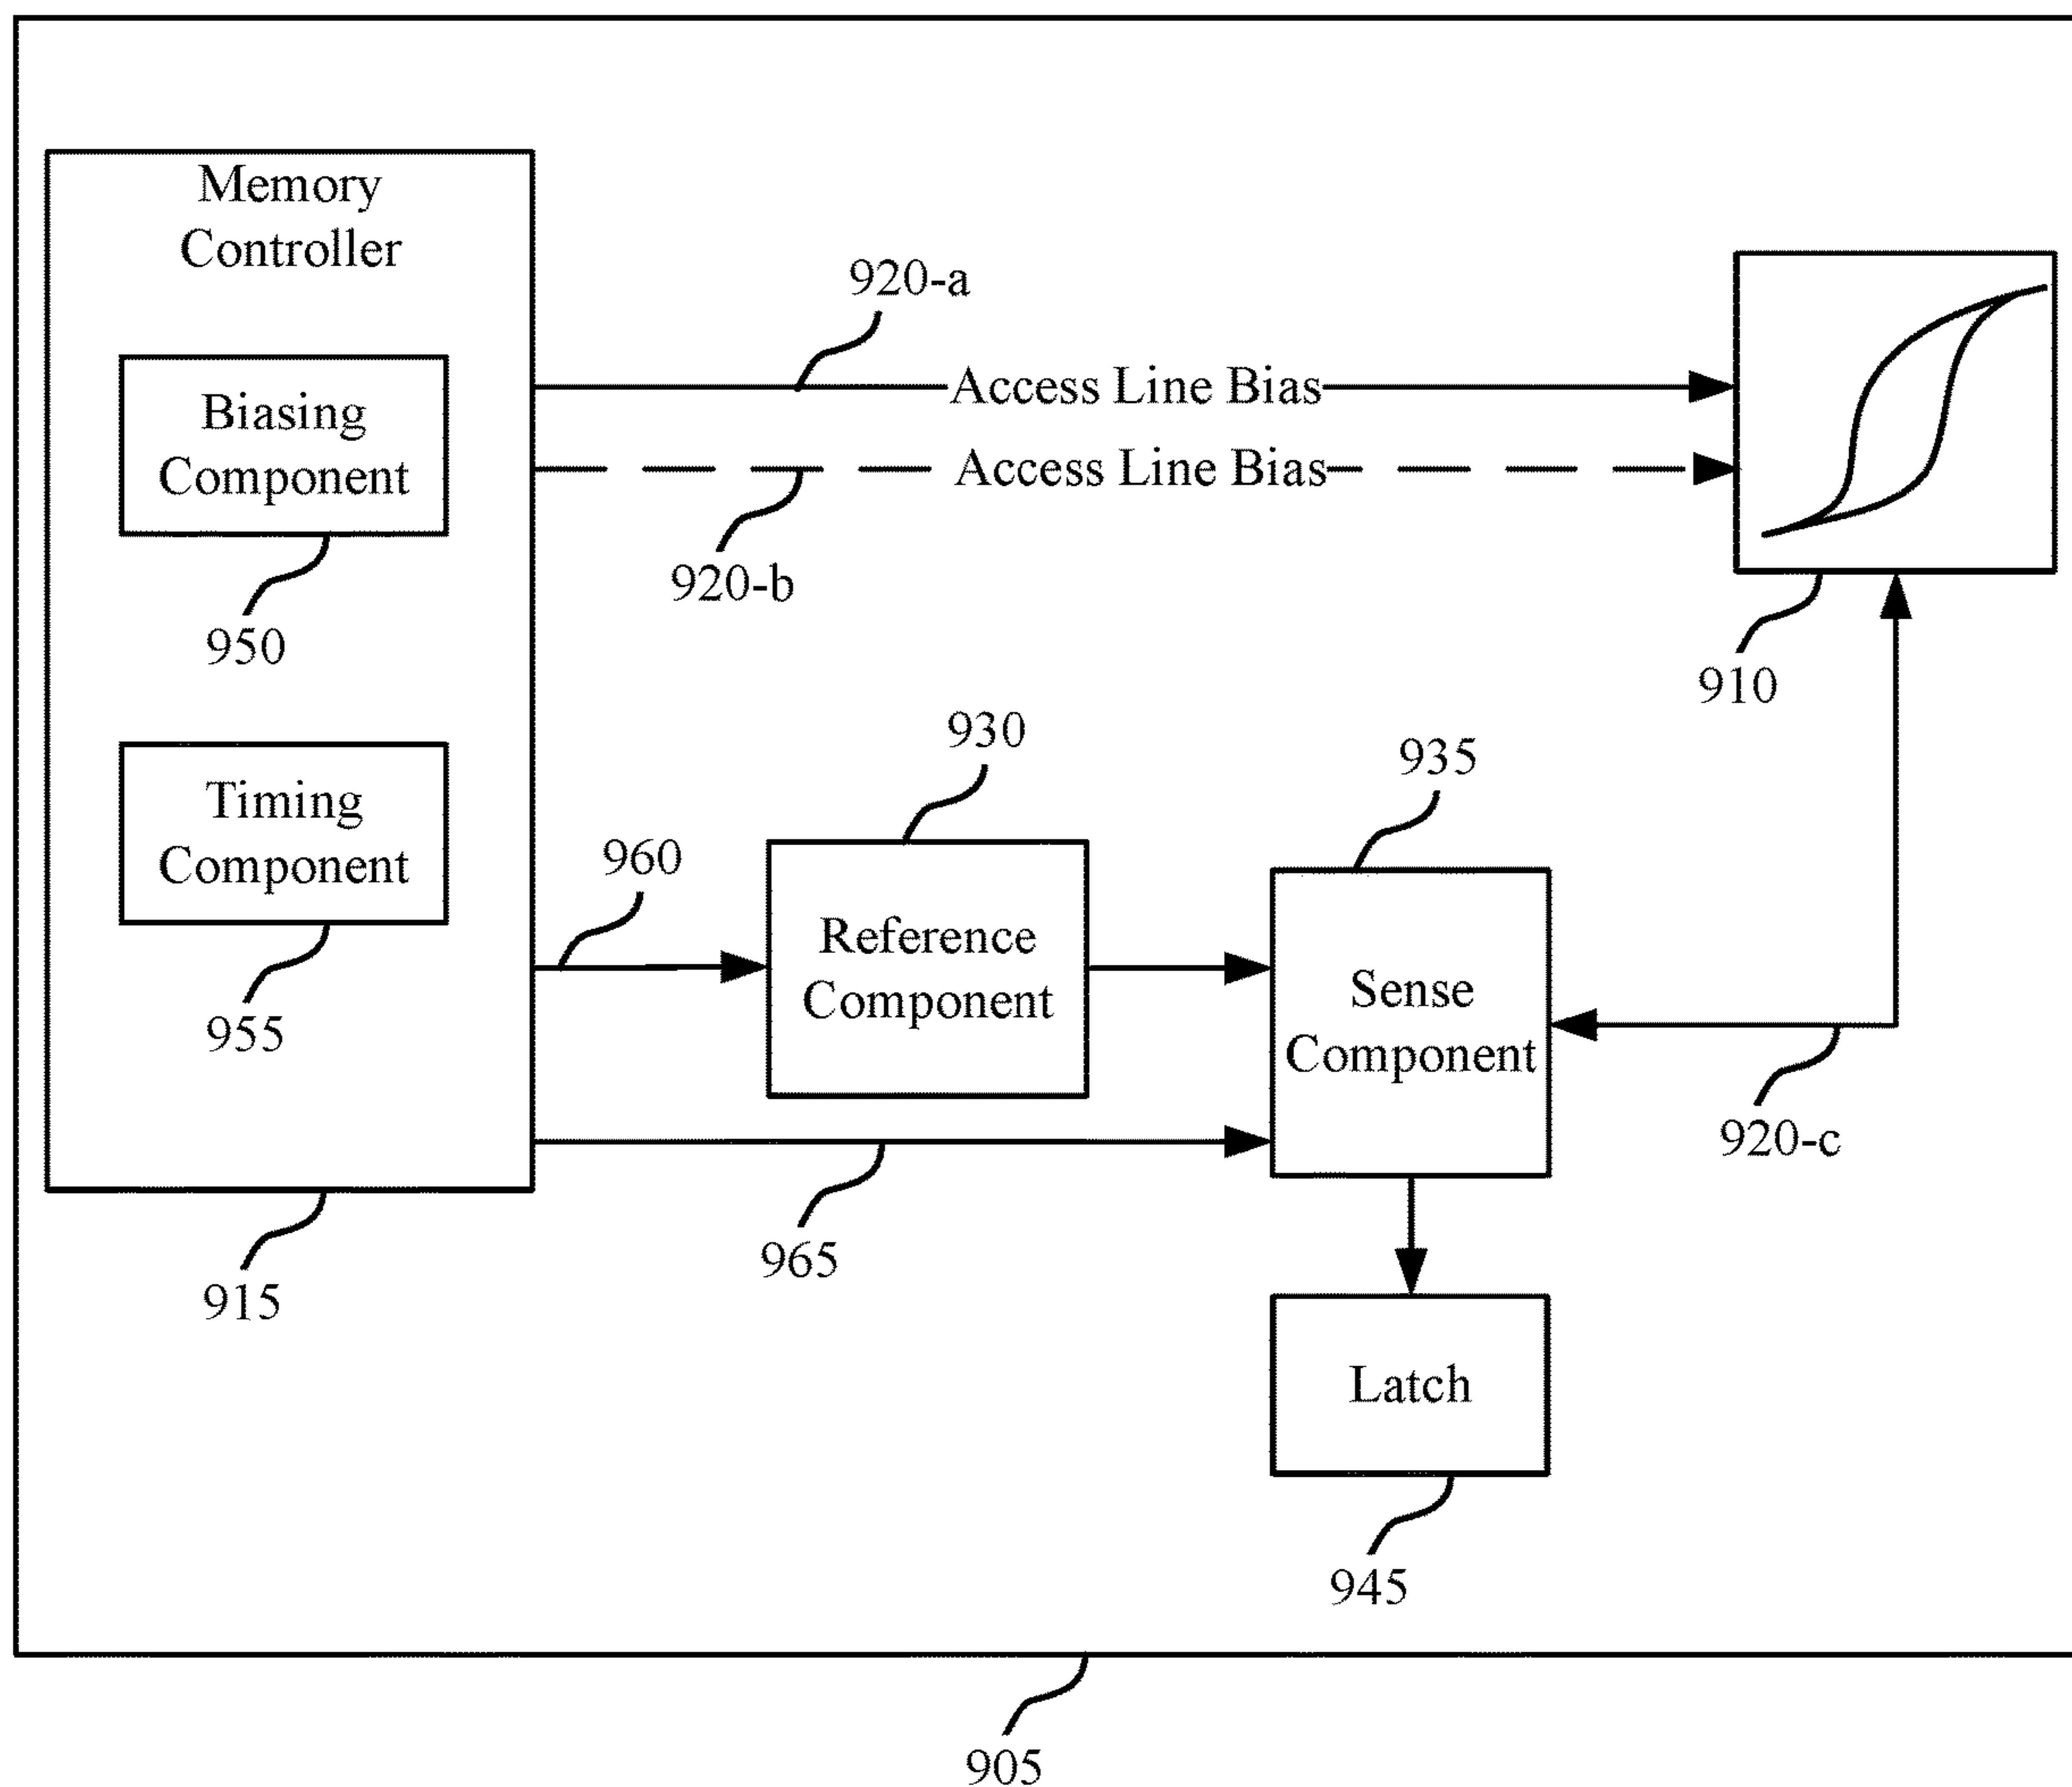 Memory
Controller
920-a
Access Line Bias
Biasing
Component
Access Line Bias
920-b
950
910
930
935
Timing
Component
960
Reference
Component
Sense
Component
955
920-c
965
915
Latch
945
905